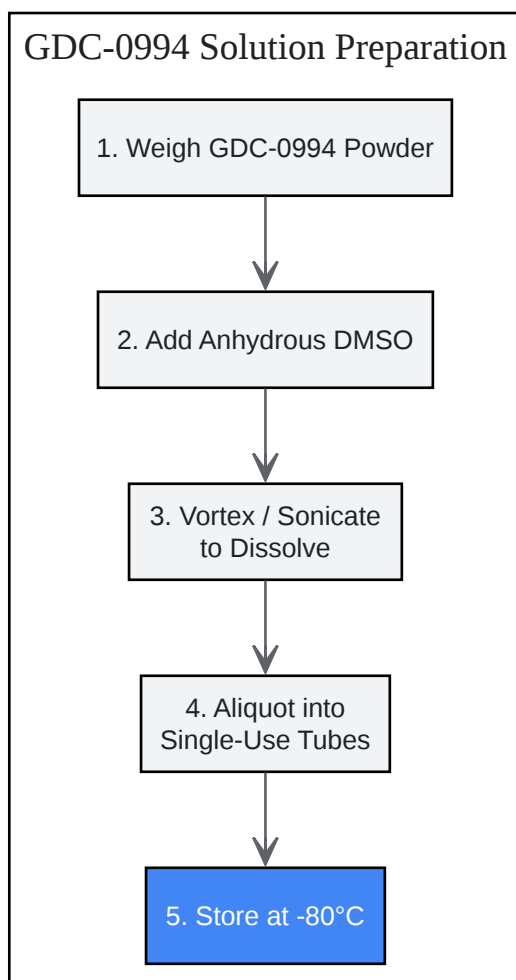 GDC-0994 Solution Preparation
1. Weigh GDC-0994 Powder
2. Add Anhydrous DMSO
3. Vortex / Sonicate
to Dissolve
4. Aliquot into
Single-Use Tubes
5. Store at -80°C